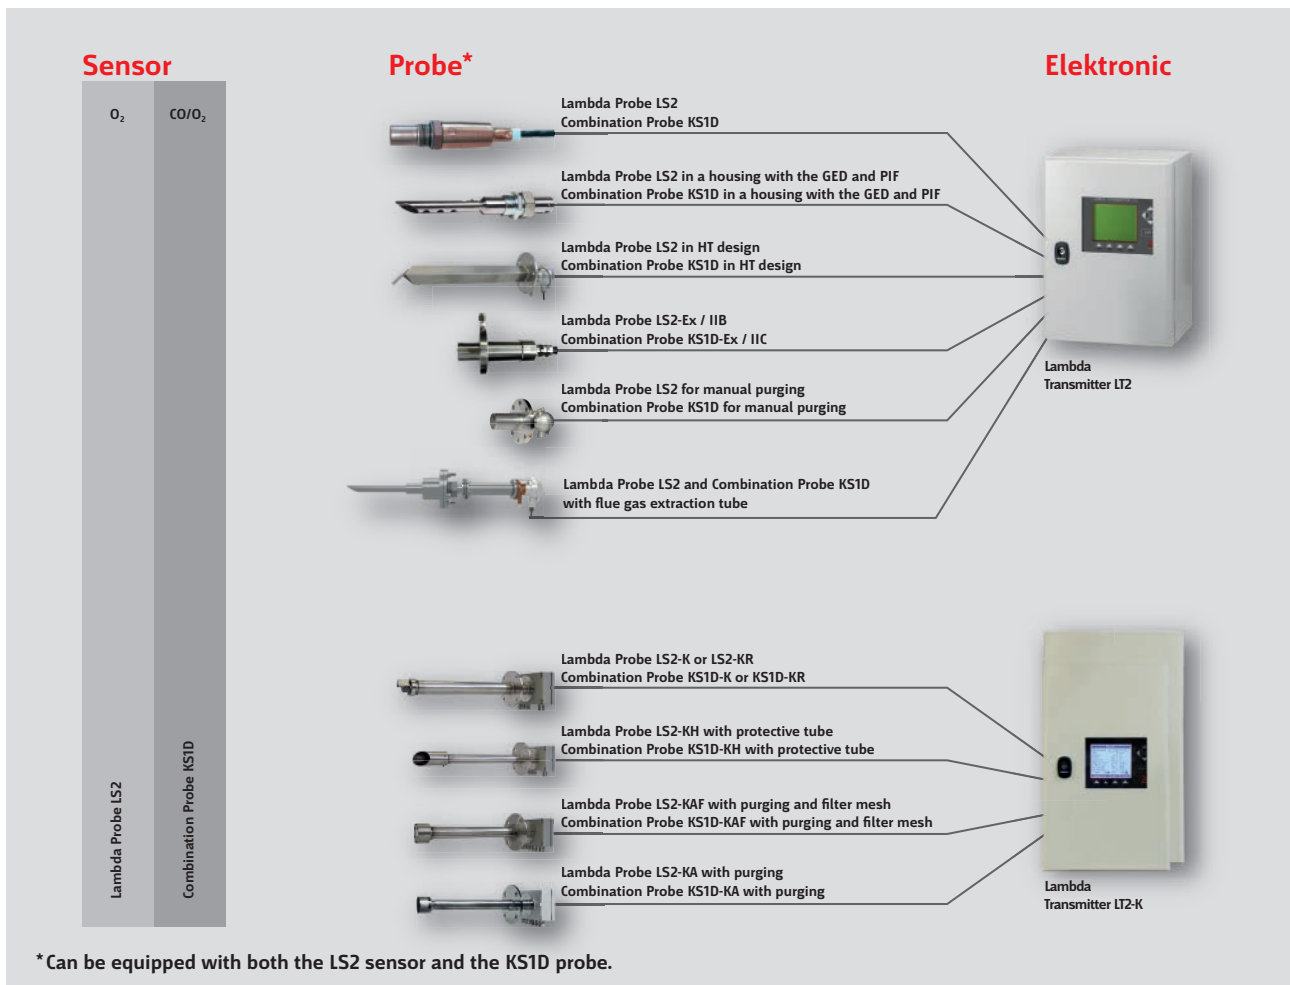 Sensor
Probe*
Elektronic
O₂
CO/O₂
Lambda Probe LS2
Combination Probe KS1D
Lambda Probe LS2 in a housing with the GED and PIF
Combination Probe KS1D in a housing with the GED and PIF
Lambda Probe LS2 in HT design
Combination Probe KS1D in HT design
Lambda Probe LS2-Ex / IIB
Combination Probe KS1D-Ex / IIC
Lambda
Transmitter LT2
Lambda Probe LS2 for manual purging
Combination Probe KS1D for manual purging
Lambda Probe LS2 and Combination Probe KS1D
with flue gas extraction tube
Lambda Probe LS2-K or LS2-KR
Combination Probe KS1D-K or KS1D-KR
Lambda Probe LS2-KH with protective tube
Combination Probe KS1D-KH with protective tube
Lambda Probe LS2-KAF with purging and filter mesh
Combination Probe KS1D-KAF with purging and filter mesh
Lambda Probe LS2-KA with purging
Combination Probe KS1D-KA with purging
Lambda
Transmitter LT2-K
Lambda Probe LS2
Combination Probe KS1D
*Can be equipped with both the LS2 sensor and the KS1D probe.